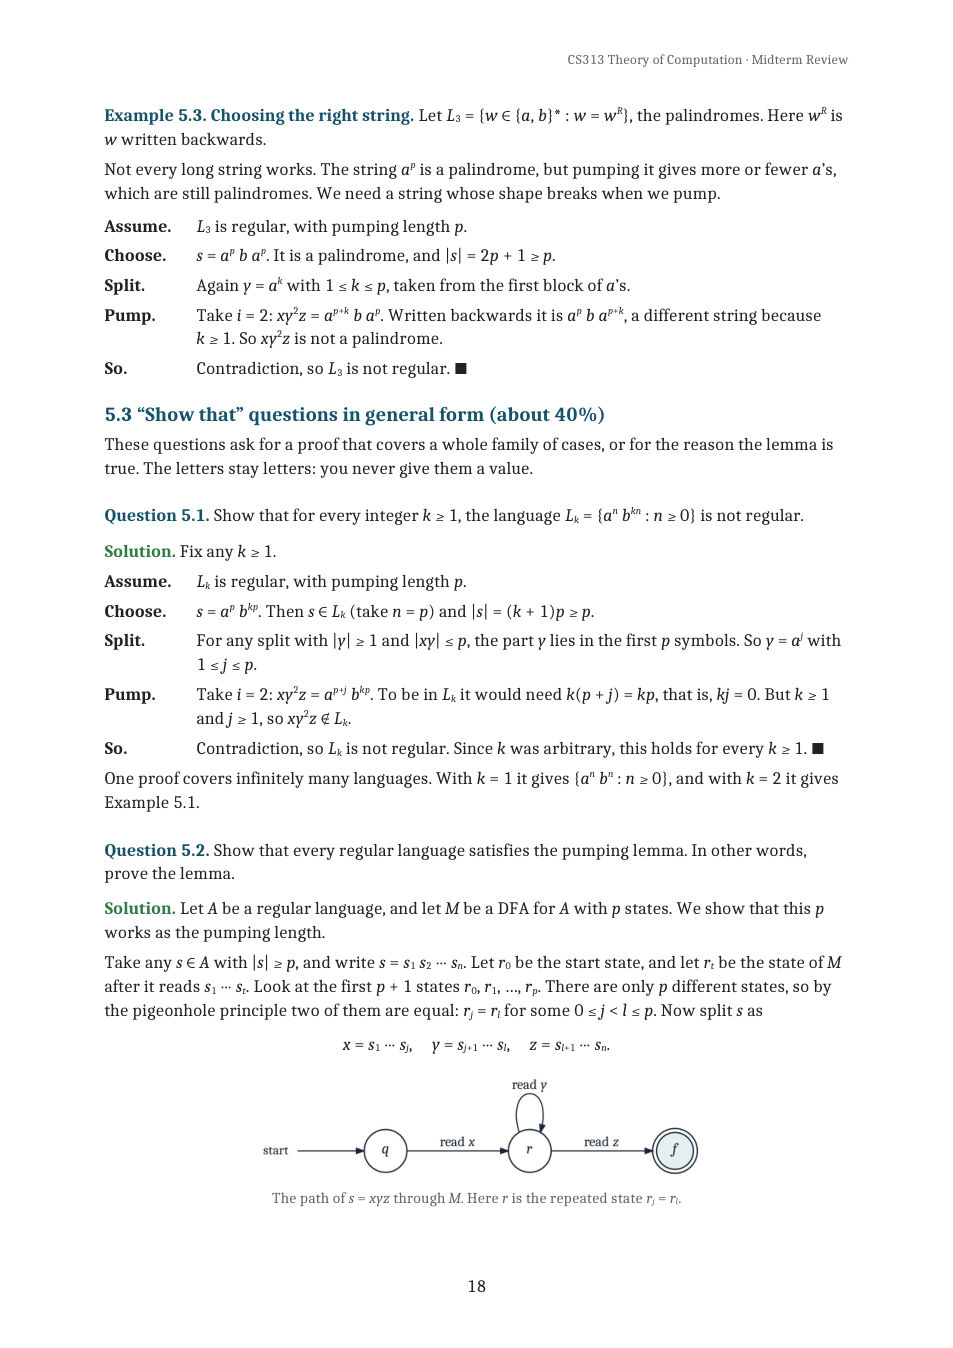 CS313 Theory of Computation · Midterm Review
Example 5.3. Choosing the right string. Let L₃ = {w ∈ {a, b}* : w = wᴿ}, the palindromes. Here wᴿ is
w written backwards.
Not every long string works. The string aᵖ is a palindrome, but pumping it gives more or fewer a’s,
which are still palindromes. We need a string whose shape breaks when we pump.
Assume. L₃ is regular, with pumping length p.
Choose. s = aᵖ b aᵖ. It is a palindrome, and |s| = 2p + 1 ≥ p.
Split. Again y = aᵏ with 1 ≤ k ≤ p, taken from the first block of a’s.
Pump. Take i = 2: xy²z = aᵖ⁺ᵏ b aᵖ. Written backwards it is aᵖ b aᵖ⁺ᵏ, a different string because
k ≥ 1. So xy²z is not a palindrome.
So. Contradiction, so L₃ is not regular. ■
5.3 “Show that” questions in general form (about 40%)
These questions ask for a proof that covers a whole family of cases, or for the reason the lemma is
true. The letters stay letters: you never give them a value.
Question 5.1. Show that for every integer k ≥ 1, the language Lₖ = {aⁿ bᵏⁿ : n ≥ 0} is not regular.
Solution. Fix any k ≥ 1.
Assume. Lₖ is regular, with pumping length p.
Choose. s = aᵖ bᵏᵖ. Then s ∈ Lₖ (take n = p) and |s| = (k + 1)p ≥ p.
Split. For any split with |y| ≥ 1 and |xy| ≤ p, the part y lies in the first p symbols. So y = aʲ with
1 ≤ j ≤ p.
Pump. Take i = 2: xy²z = aᵖ⁺ʲ bᵏᵖ. To be in Lₖ it would need k(p + j) = kp, that is, kj = 0. But k ≥ 1
and j ≥ 1, so xy²z ∉ Lₖ.
So. Contradiction, so Lₖ is not regular. Since k was arbitrary, this holds for every k ≥ 1. ■
One proof covers infinitely many languages. With k = 1 it gives {aⁿ bⁿ : n ≥ 0}, and with k = 2 it gives
Example 5.1.
Question 5.2. Show that every regular language satisfies the pumping lemma. In other words,
prove the lemma.
Solution. Let A be a regular language, and let M be a DFA for A with p states. We show that this p
works as the pumping length.
Take any s ∈ A with |s| ≥ p, and write s = s₁ s₂ ··· sₙ. Let r₀ be the start state, and let rₜ be the state of M
after it reads s₁ ··· sₜ. Look at the first p + 1 states r₀, r₁, …, rₚ. There are only p different states, so by
the pigeonhole principle two of them are equal: rⱼ = rₗ for some 0 ≤ j < l ≤ p. Now split s as
x = s₁ ··· sⱼ, y = sⱼ₊₁ ··· sₗ, z = sₗ₊₁ ··· sₙ.
read y
start q read x r read z f
The path of s = xyz through M. Here r is the repeated state rⱼ = rₗ.
18